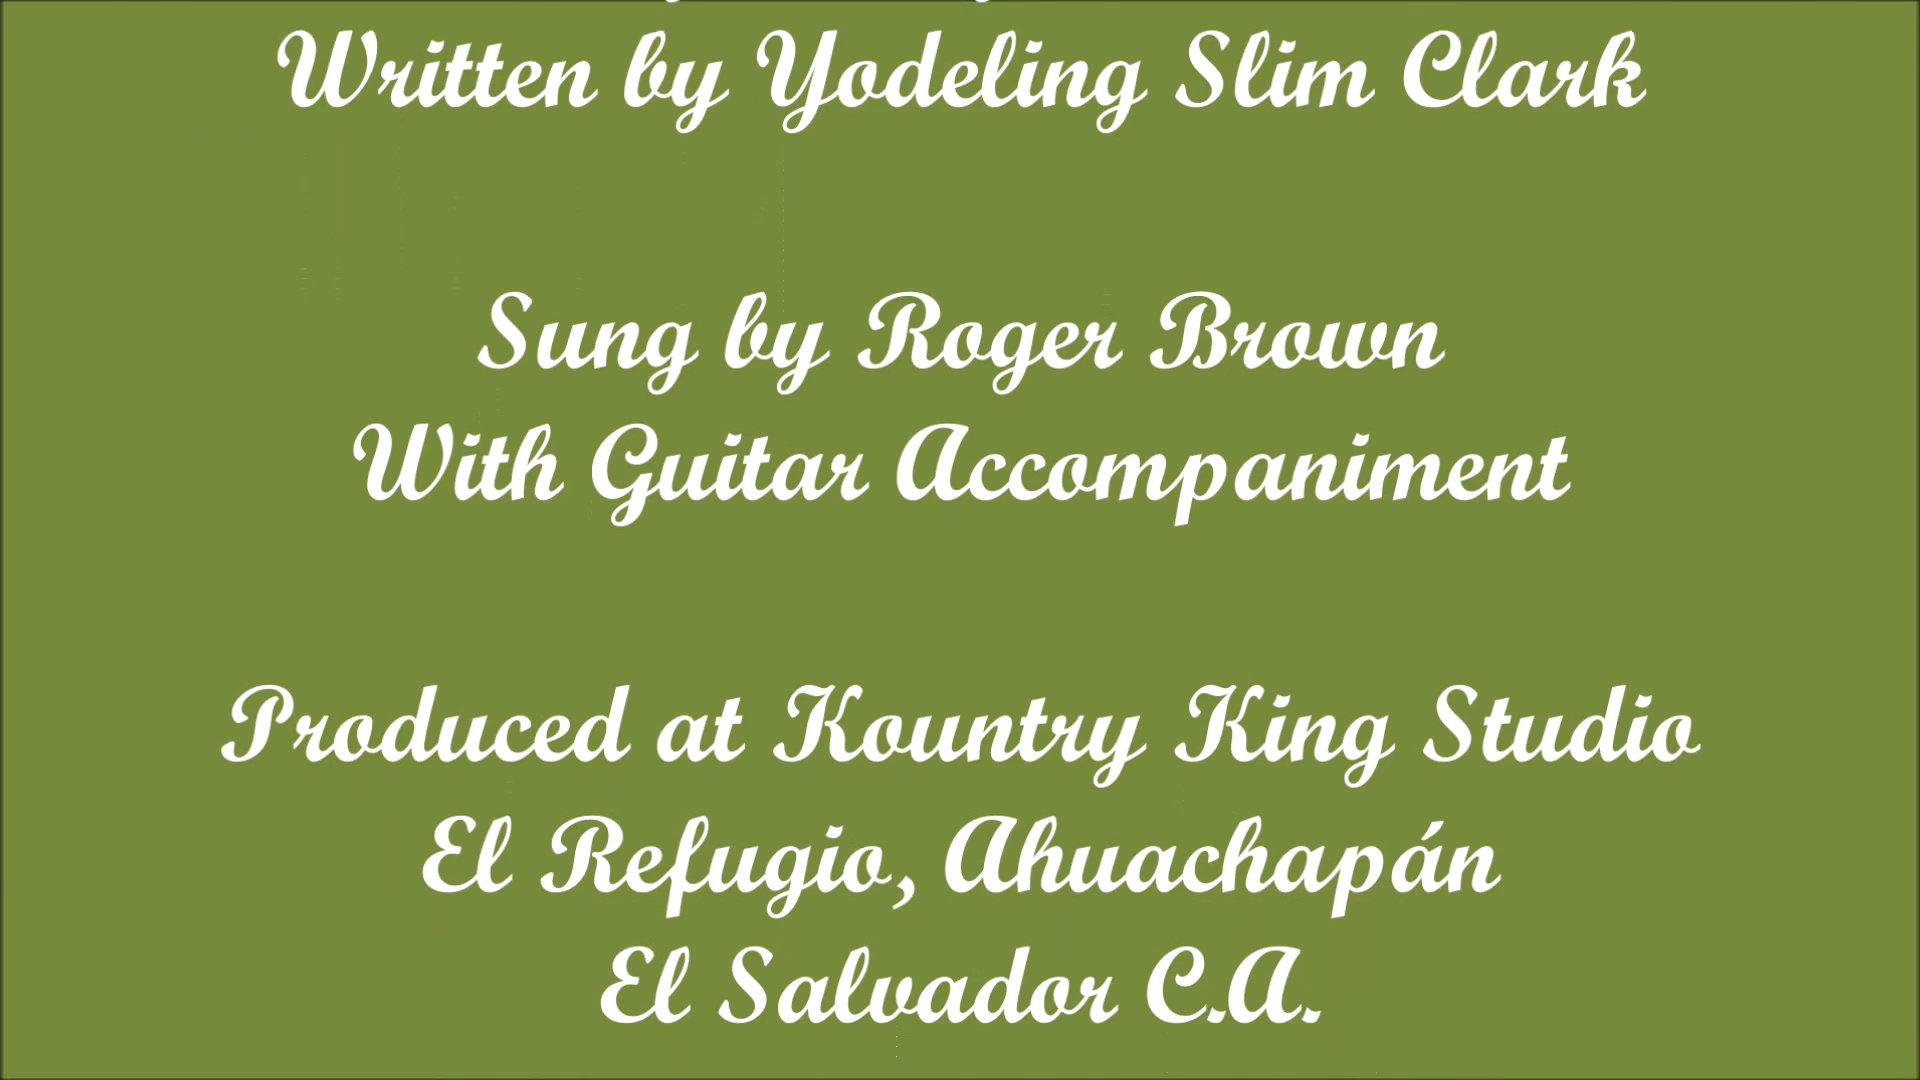 Written by Yodeling Slim Clark
Sung by Roger Brown
With Guitar Accompaniment
Produced at Kountry King Studio
El Refugio, Ahuachapán
El Salvador C.A.